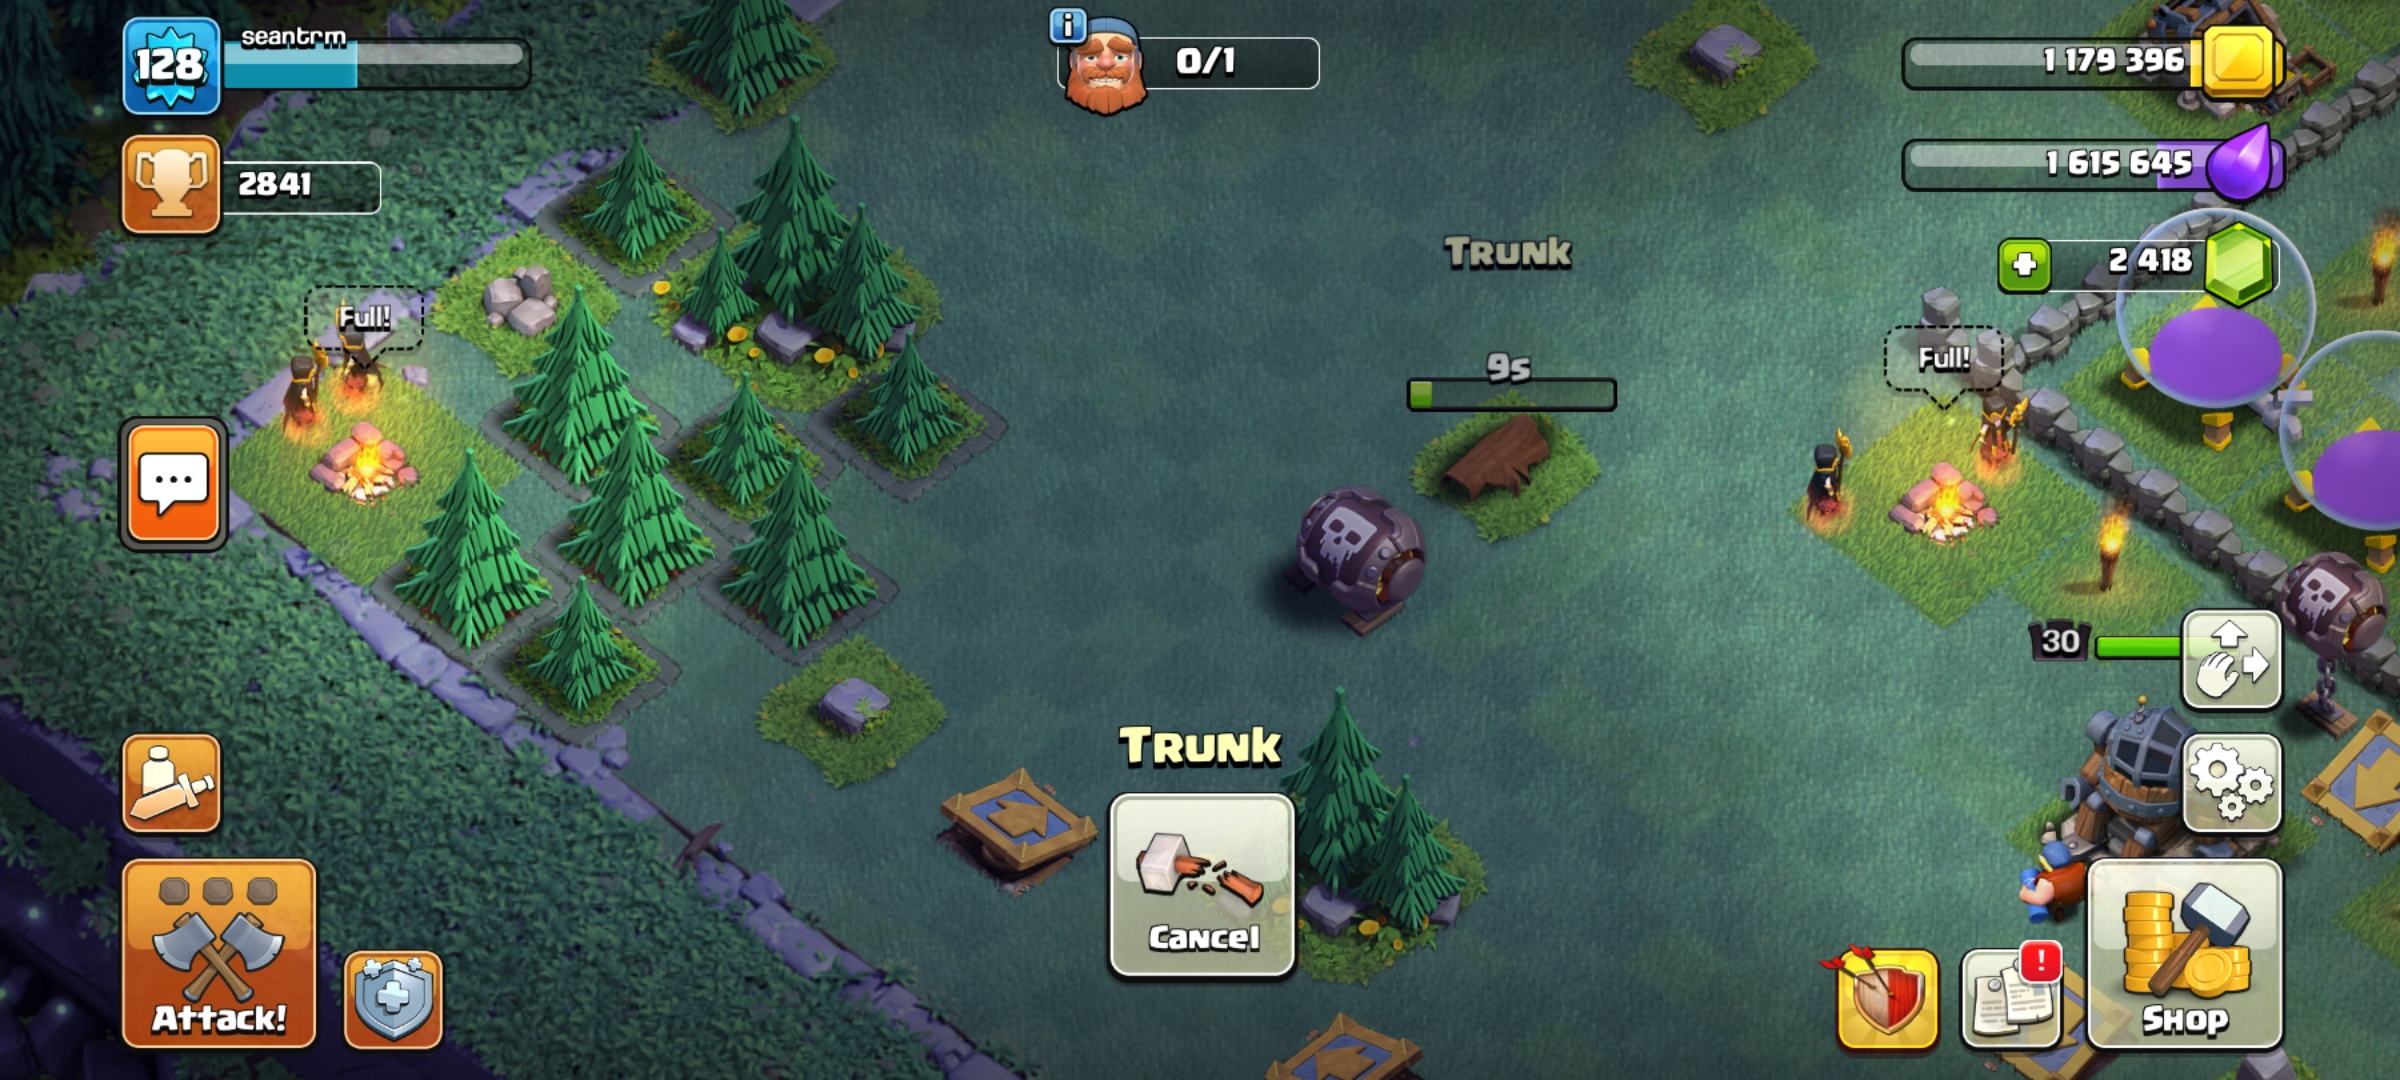 128
seantrm
i
0/1
1 179 396
2841
1 615 645
2 418
TRUNK
Full!
Full!
9s
30
TRUNK
Cancel
Attack!
!
Shop